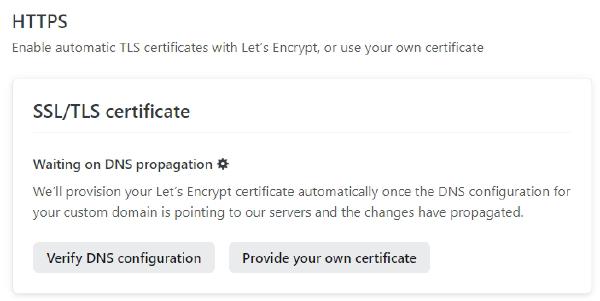 HTTPS
Enable automatic TLS certificates with Let's Encrypt, or use your own certificate
SSL/TLS certificate
Waiting on DNS propagation
We'll provision your Let's Encrypt certificate automatically once the DNS configuration for
your custom domain is pointing to our servers and the changes have propagated.
Verify DNS configuration Provide your own certificate